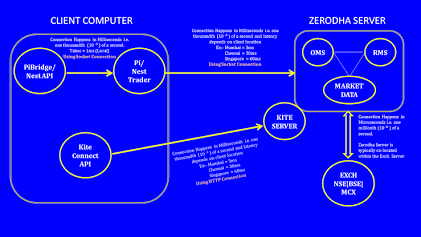 CLIENT COMPUTER
ZERODHA SERVER
Connection Happens in Milliseconds i.e.
one thousandth (10⁻³) of a second.
Takes = 1ms (Local)
Using Socket Connection
PiBridge/
Nest API
Pi/
Nest
Trader
Connection Happens in Milliseconds i.e. one
thousandth (10⁻³) of a second and latency
depends on client location
Ex:- Mumbai = 5ms
Chennai = 30ms
Singapore = 60ms
Using Socket Connection
OMS
RMS
MARKET
DATA
KITE
SERVER
Connection Happens in
Microseconds i.e. one
millionth (10⁻⁶) of a
second.
Zerodha Server is
typically co-located
within the Exch Server
Kite
Connect
API
Connection Happens in Milliseconds i.e. one
thousandth (10⁻³) of a second and latency
depends on client location
Ex:- Mumbai = 5ms
Chennai = 30ms
Singapore = 60ms
Using HTTP Connection
EXCH
NSE|BSE|
MCX